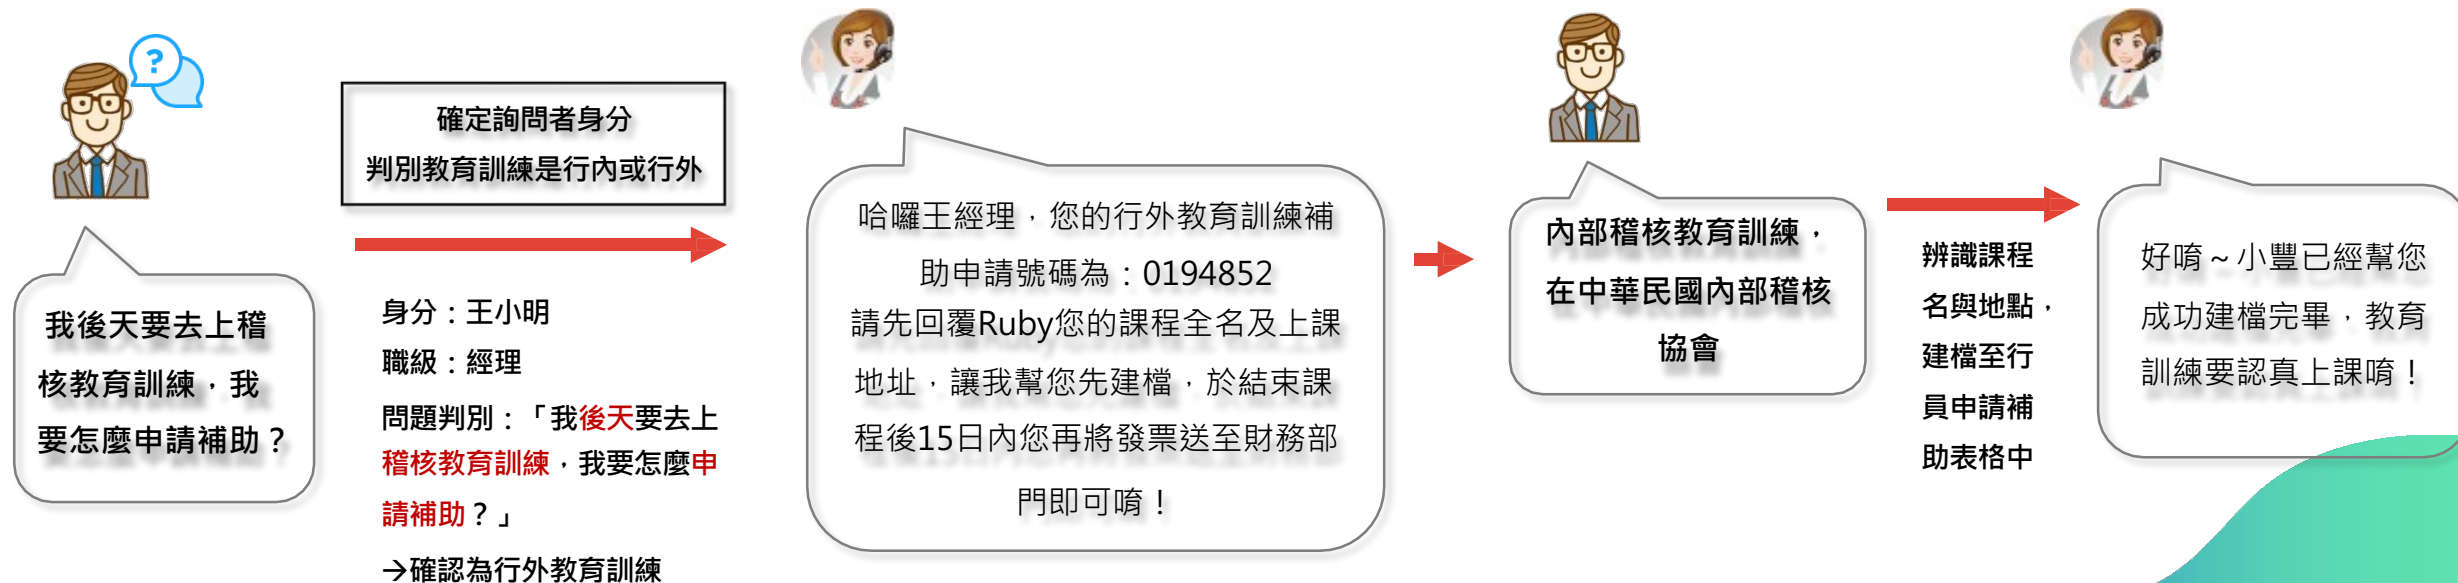 ?
我後天要去上稽
核教育訓練，我
要怎麼申請補助？
確定詢問者身分
判別教育訓練是行內或行外
身分：王小明
職級：經理
問題判別：「我後天要去上
稽核教育訓練，我要怎麼申
請補助？」
→確認為行外教育訓練
哈囉王經理，您的行外教育訓練補
助申請號碼為：0194852
請先回覆Ruby您的課程全名及上課
地址，讓我幫您先建檔，於結束課
程後15日內您再將發票送至財務部
門即可唷！
內部稽核教育訓練，
在中華民國內部稽核
協會
辨識課程
名與地點，
建檔至行
員申請補
助表格中
好唷～小豐已經幫您
成功建檔完畢，教育
訓練要認真上課唷！